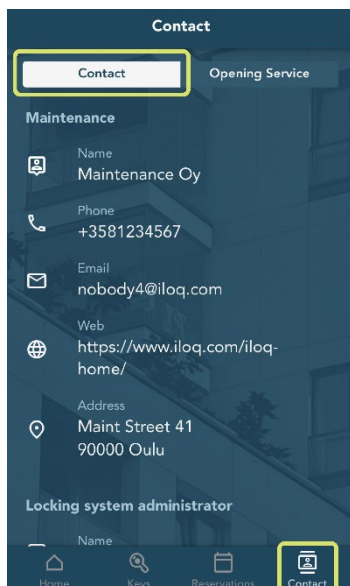 Contact
Contact
Opening Service
Maintenance
Name
Maintenance Oy
Phone
+3581234567
Email
nobody4@iloq.com
Web
https://www.iloq.com/iloq-
home/
Address
Maint Street 41
90000 Oulu
Locking system administrator
Name
Home
Keys
Reservations
Contact